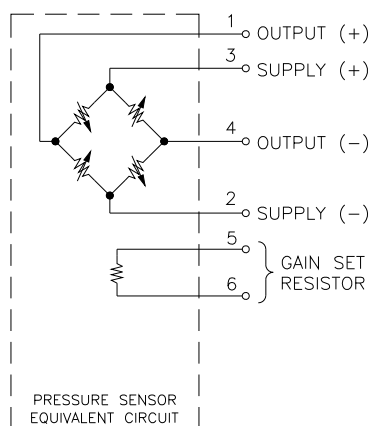 1 OUTPUT (+)
3 SUPPLY (+)
4 OUTPUT (−)
2 SUPPLY (−)
5
6
GAIN SET
RESISTOR
PRESSURE SENSOR
EQUIVALENT CIRCUIT